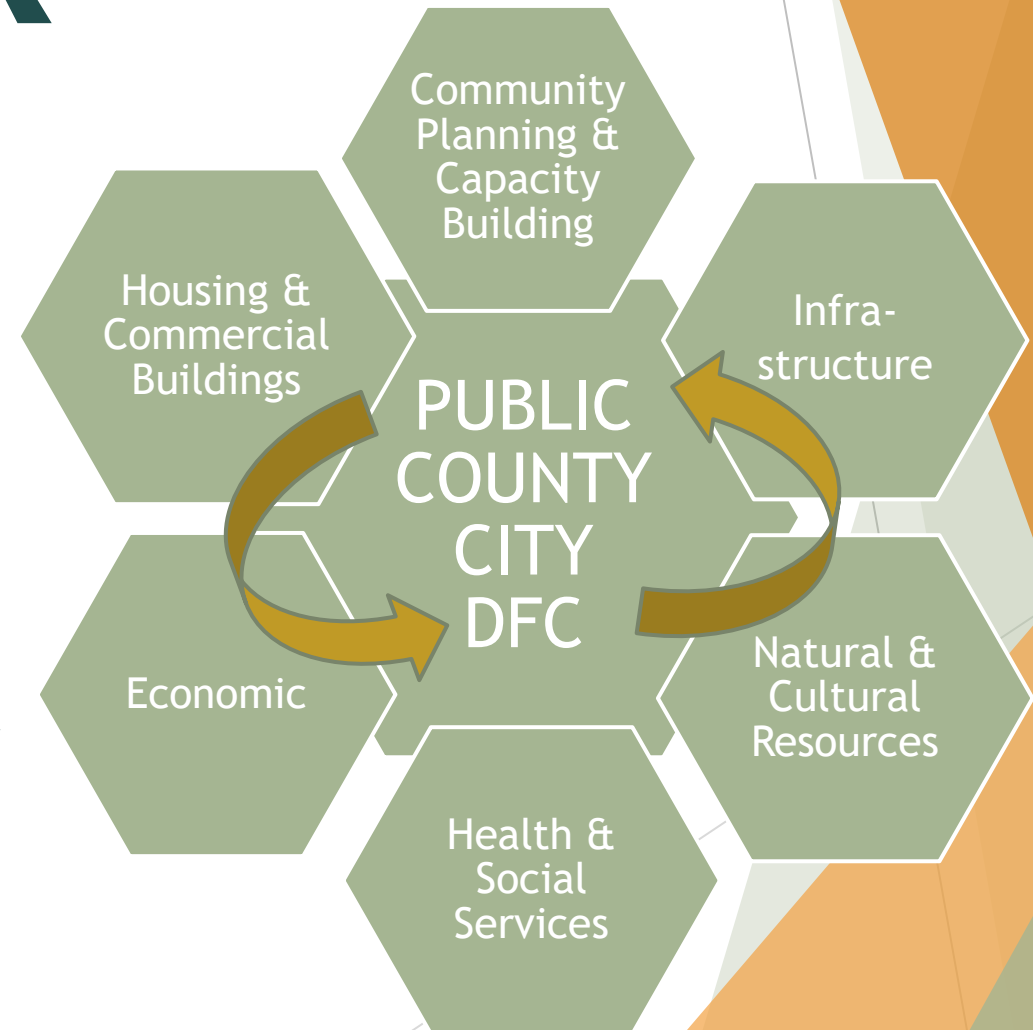 Community
Planning &
Capacity
Building
Housing &
Commercial
Buildings
Infra-
structure
PUBLIC
COUNTY
CITY
DFC
Economic
Natural &
Cultural
Resources
Health &
Social
Services